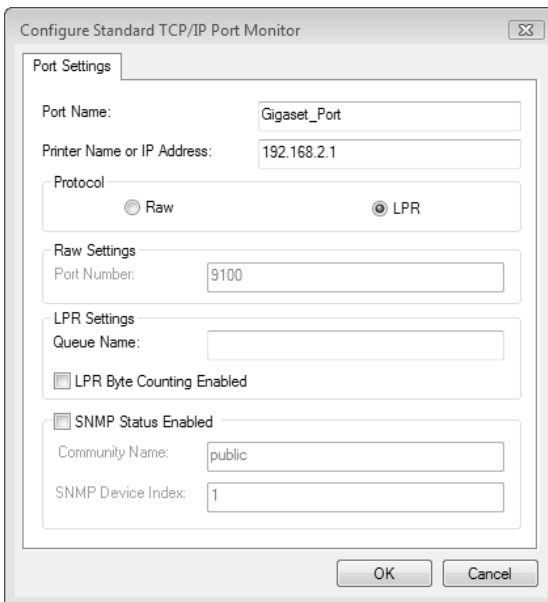 Configure Standard TCP/IP Port Monitor
Port Settings
Port Name: Gigaset_Port
Printer Name or IP Address: 192.168.2.1
Protocol
Raw LPR
Raw Settings
Port Number: 9100
LPR Settings
Queue Name:
LPR Byte Counting Enabled
SNMP Status Enabled
Community Name: public
SNMP Device Index: 1
OK Cancel